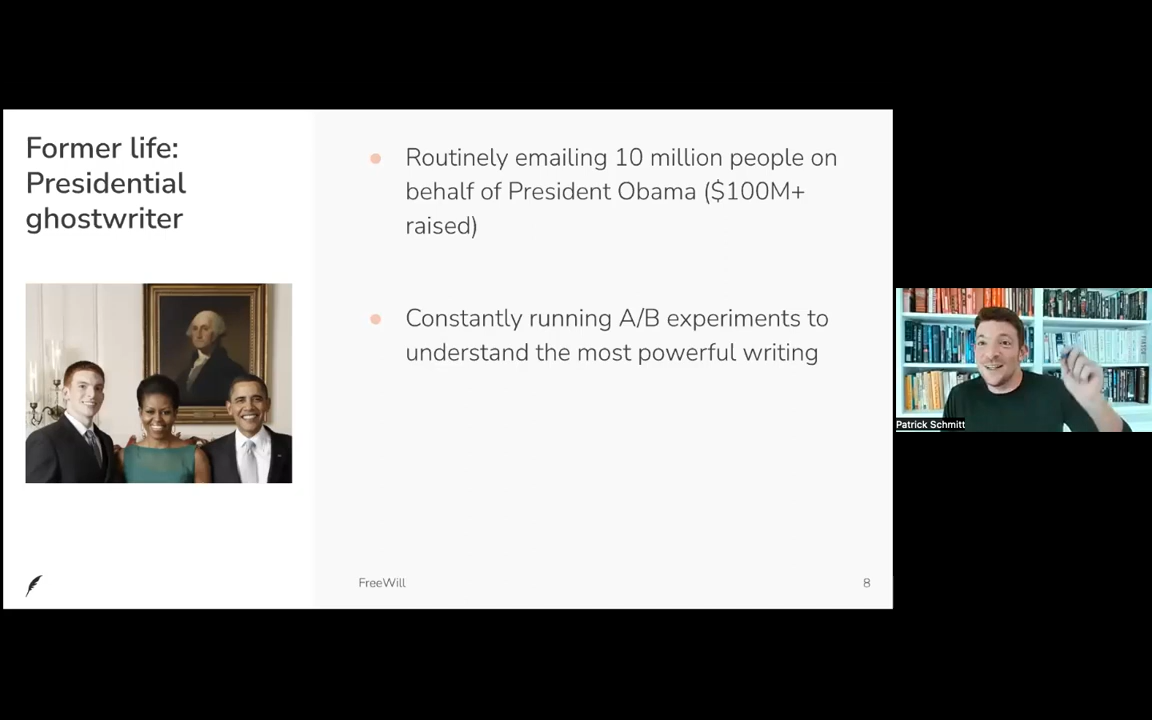 Former life:
Presidential
ghostwriter
Routinely emailing 10 million people on
behalf of President Obama ($100M+
raised)
Constantly running A/B experiments to
understand the most powerful writing
FreeWill
8
Patrick Schmitt